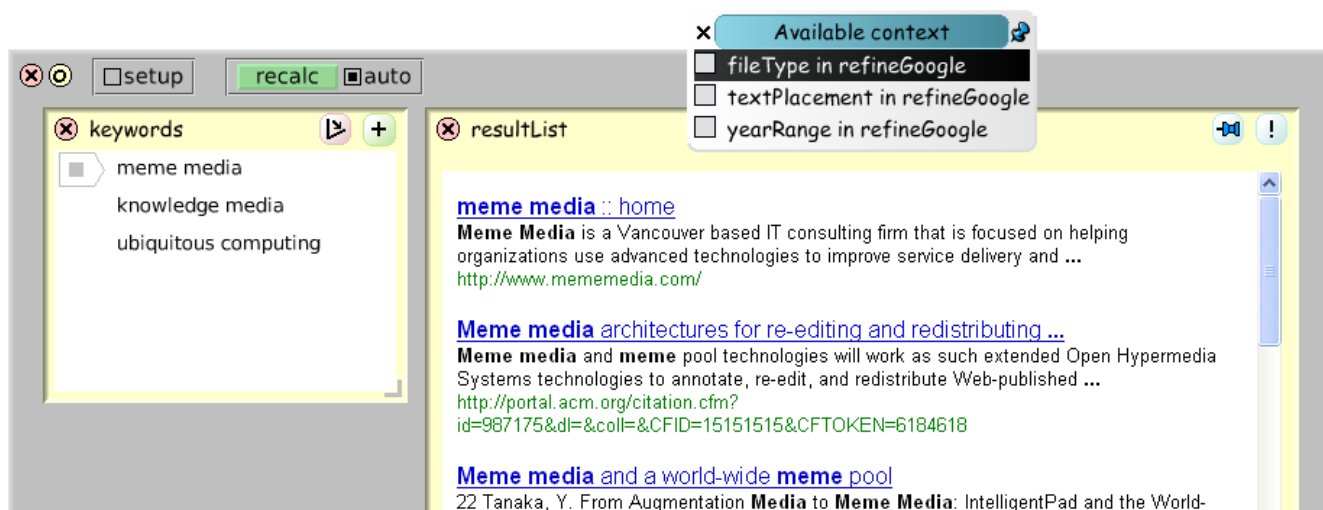 Available context
fileType in refineGoogle
textPlacement in refineGoogle
yearRange in refineGoogle
setup
recalc
auto
keywords
meme media
knowledge media
ubiquitous computing
resultList
meme media :: home
Meme Media is a Vancouver based IT consulting firm that is focused on helping
organizations use advanced technologies to improve service delivery and ...
http://www.mememedia.com/
Meme media architectures for re-editing and redistributing ...
Meme media and meme pool technologies will work as such extended Open Hypermedia
Systems technologies to annotate, re-edit, and redistribute Web-published ...
http://portal.acm.org/citation.cfm?
id=987175&dl=&coll=&CFID=15151515&CFTOKEN=6184618
Meme media and a world-wide meme pool
22 Tanaka, Y. From Augmentation Media to Meme Media: IntelligentPad and the World-